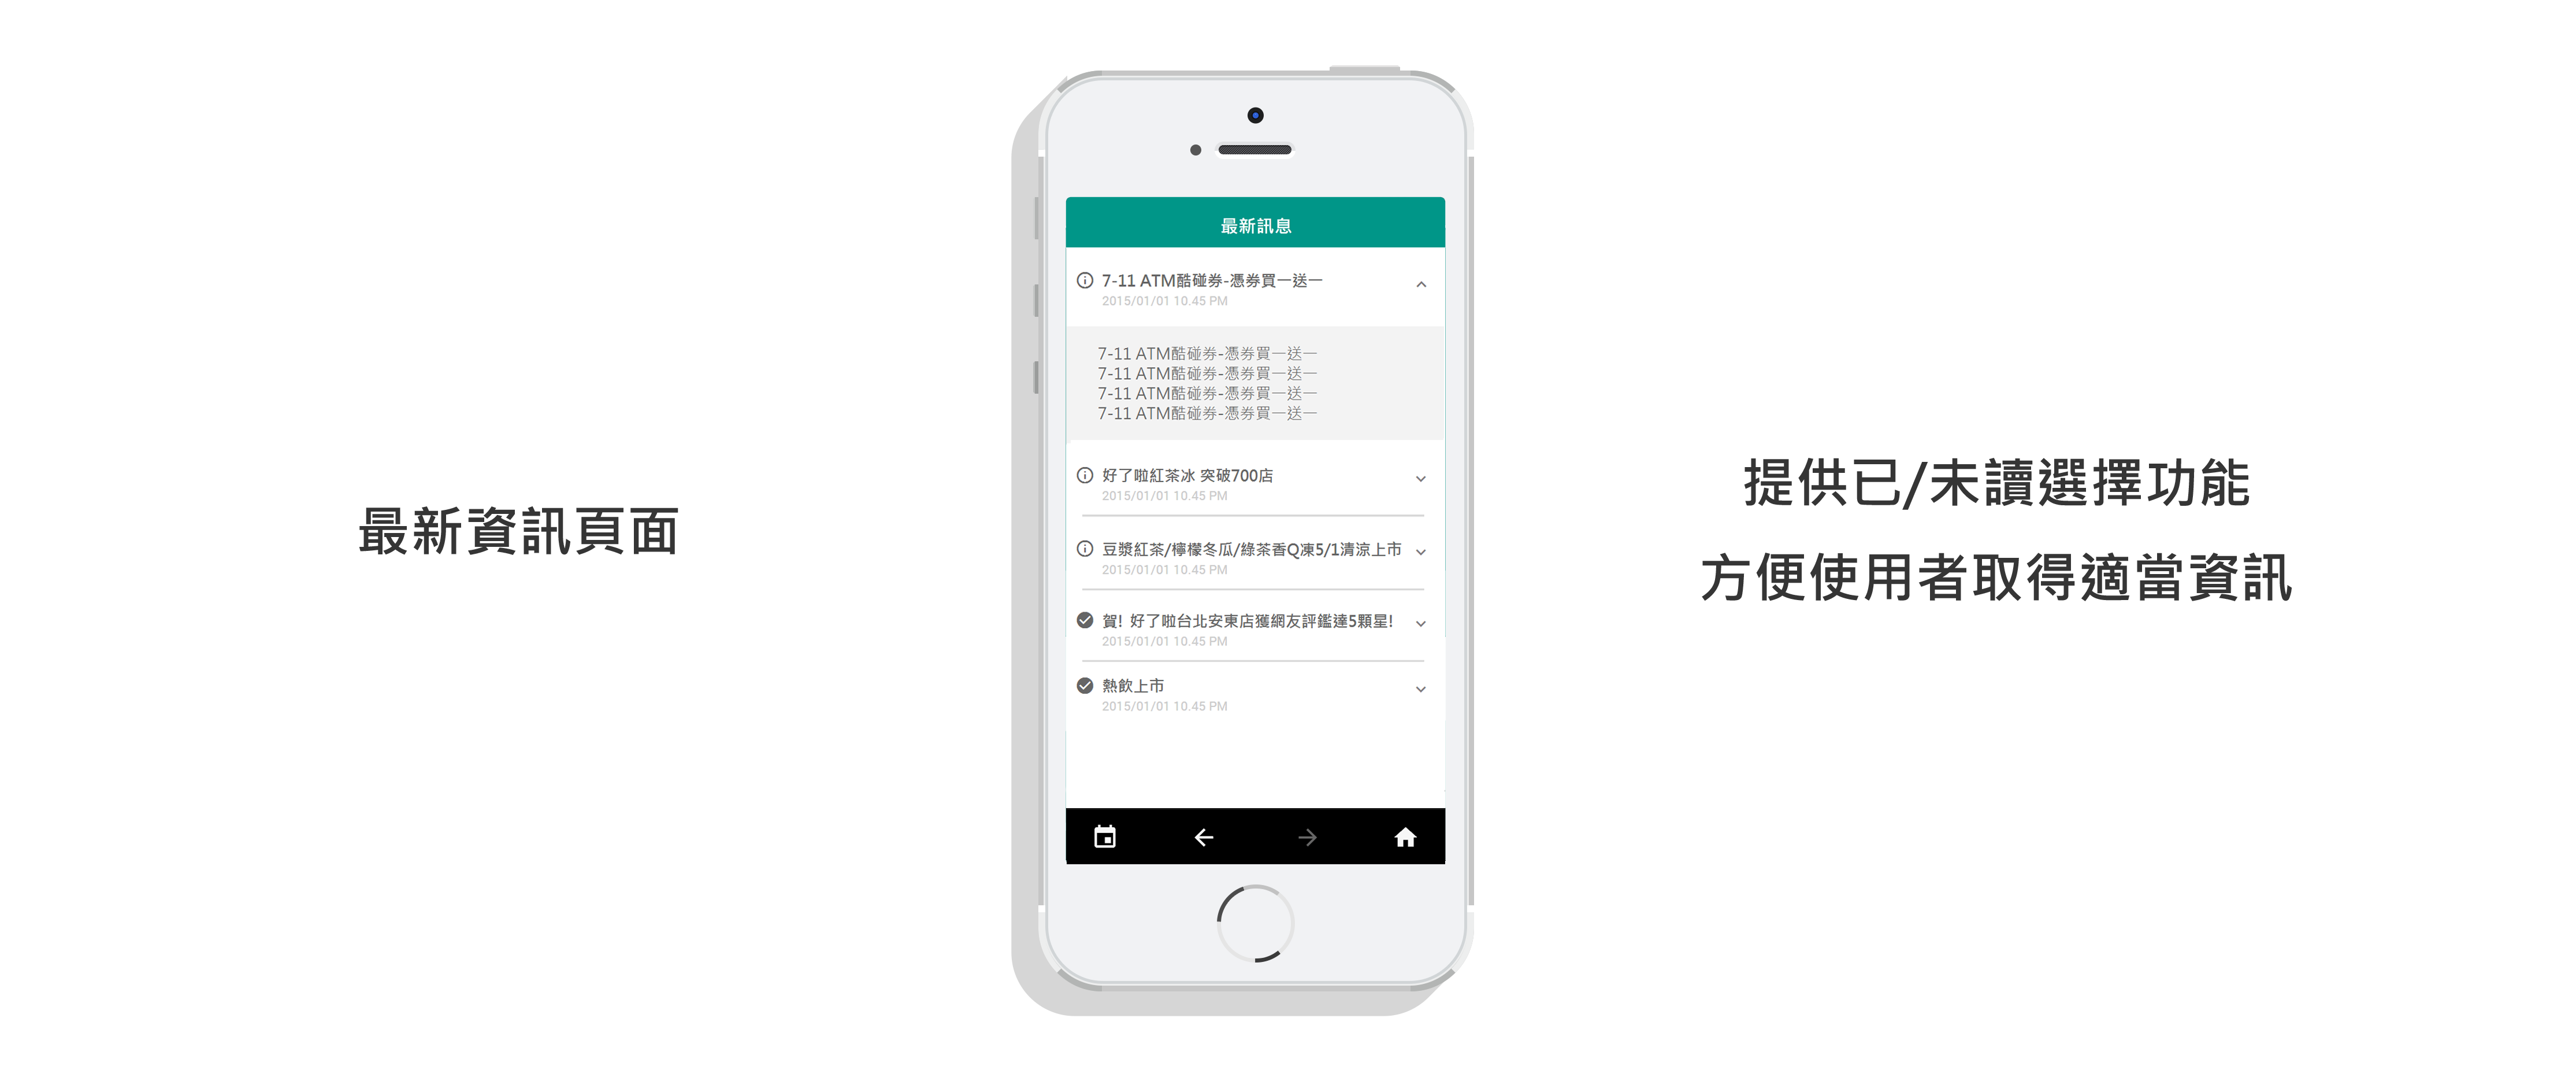 最新資訊頁面
最新訊息
7-11 ATM酷碰券-憑券買一送一
2015/01/01 10.45 PM
7-11 ATM酷碰券-憑券買一送一
7-11 ATM酷碰券-憑券買一送一
7-11 ATM酷碰券-憑券買一送一
7-11 ATM酷碰券-憑券買一送一
好了啦紅茶冰 突破700店
2015/01/01 10.45 PM
豆漿紅茶/檸檬冬瓜/綠茶香Q凍5/1清涼上市
2015/01/01 10.45 PM
賀! 好了啦台北安東店獲網友評鑑達5顆星!
2015/01/01 10.45 PM
熱飲上市
2015/01/01 10.45 PM
提供已/未讀選擇功能
方便使用者取得適當資訊